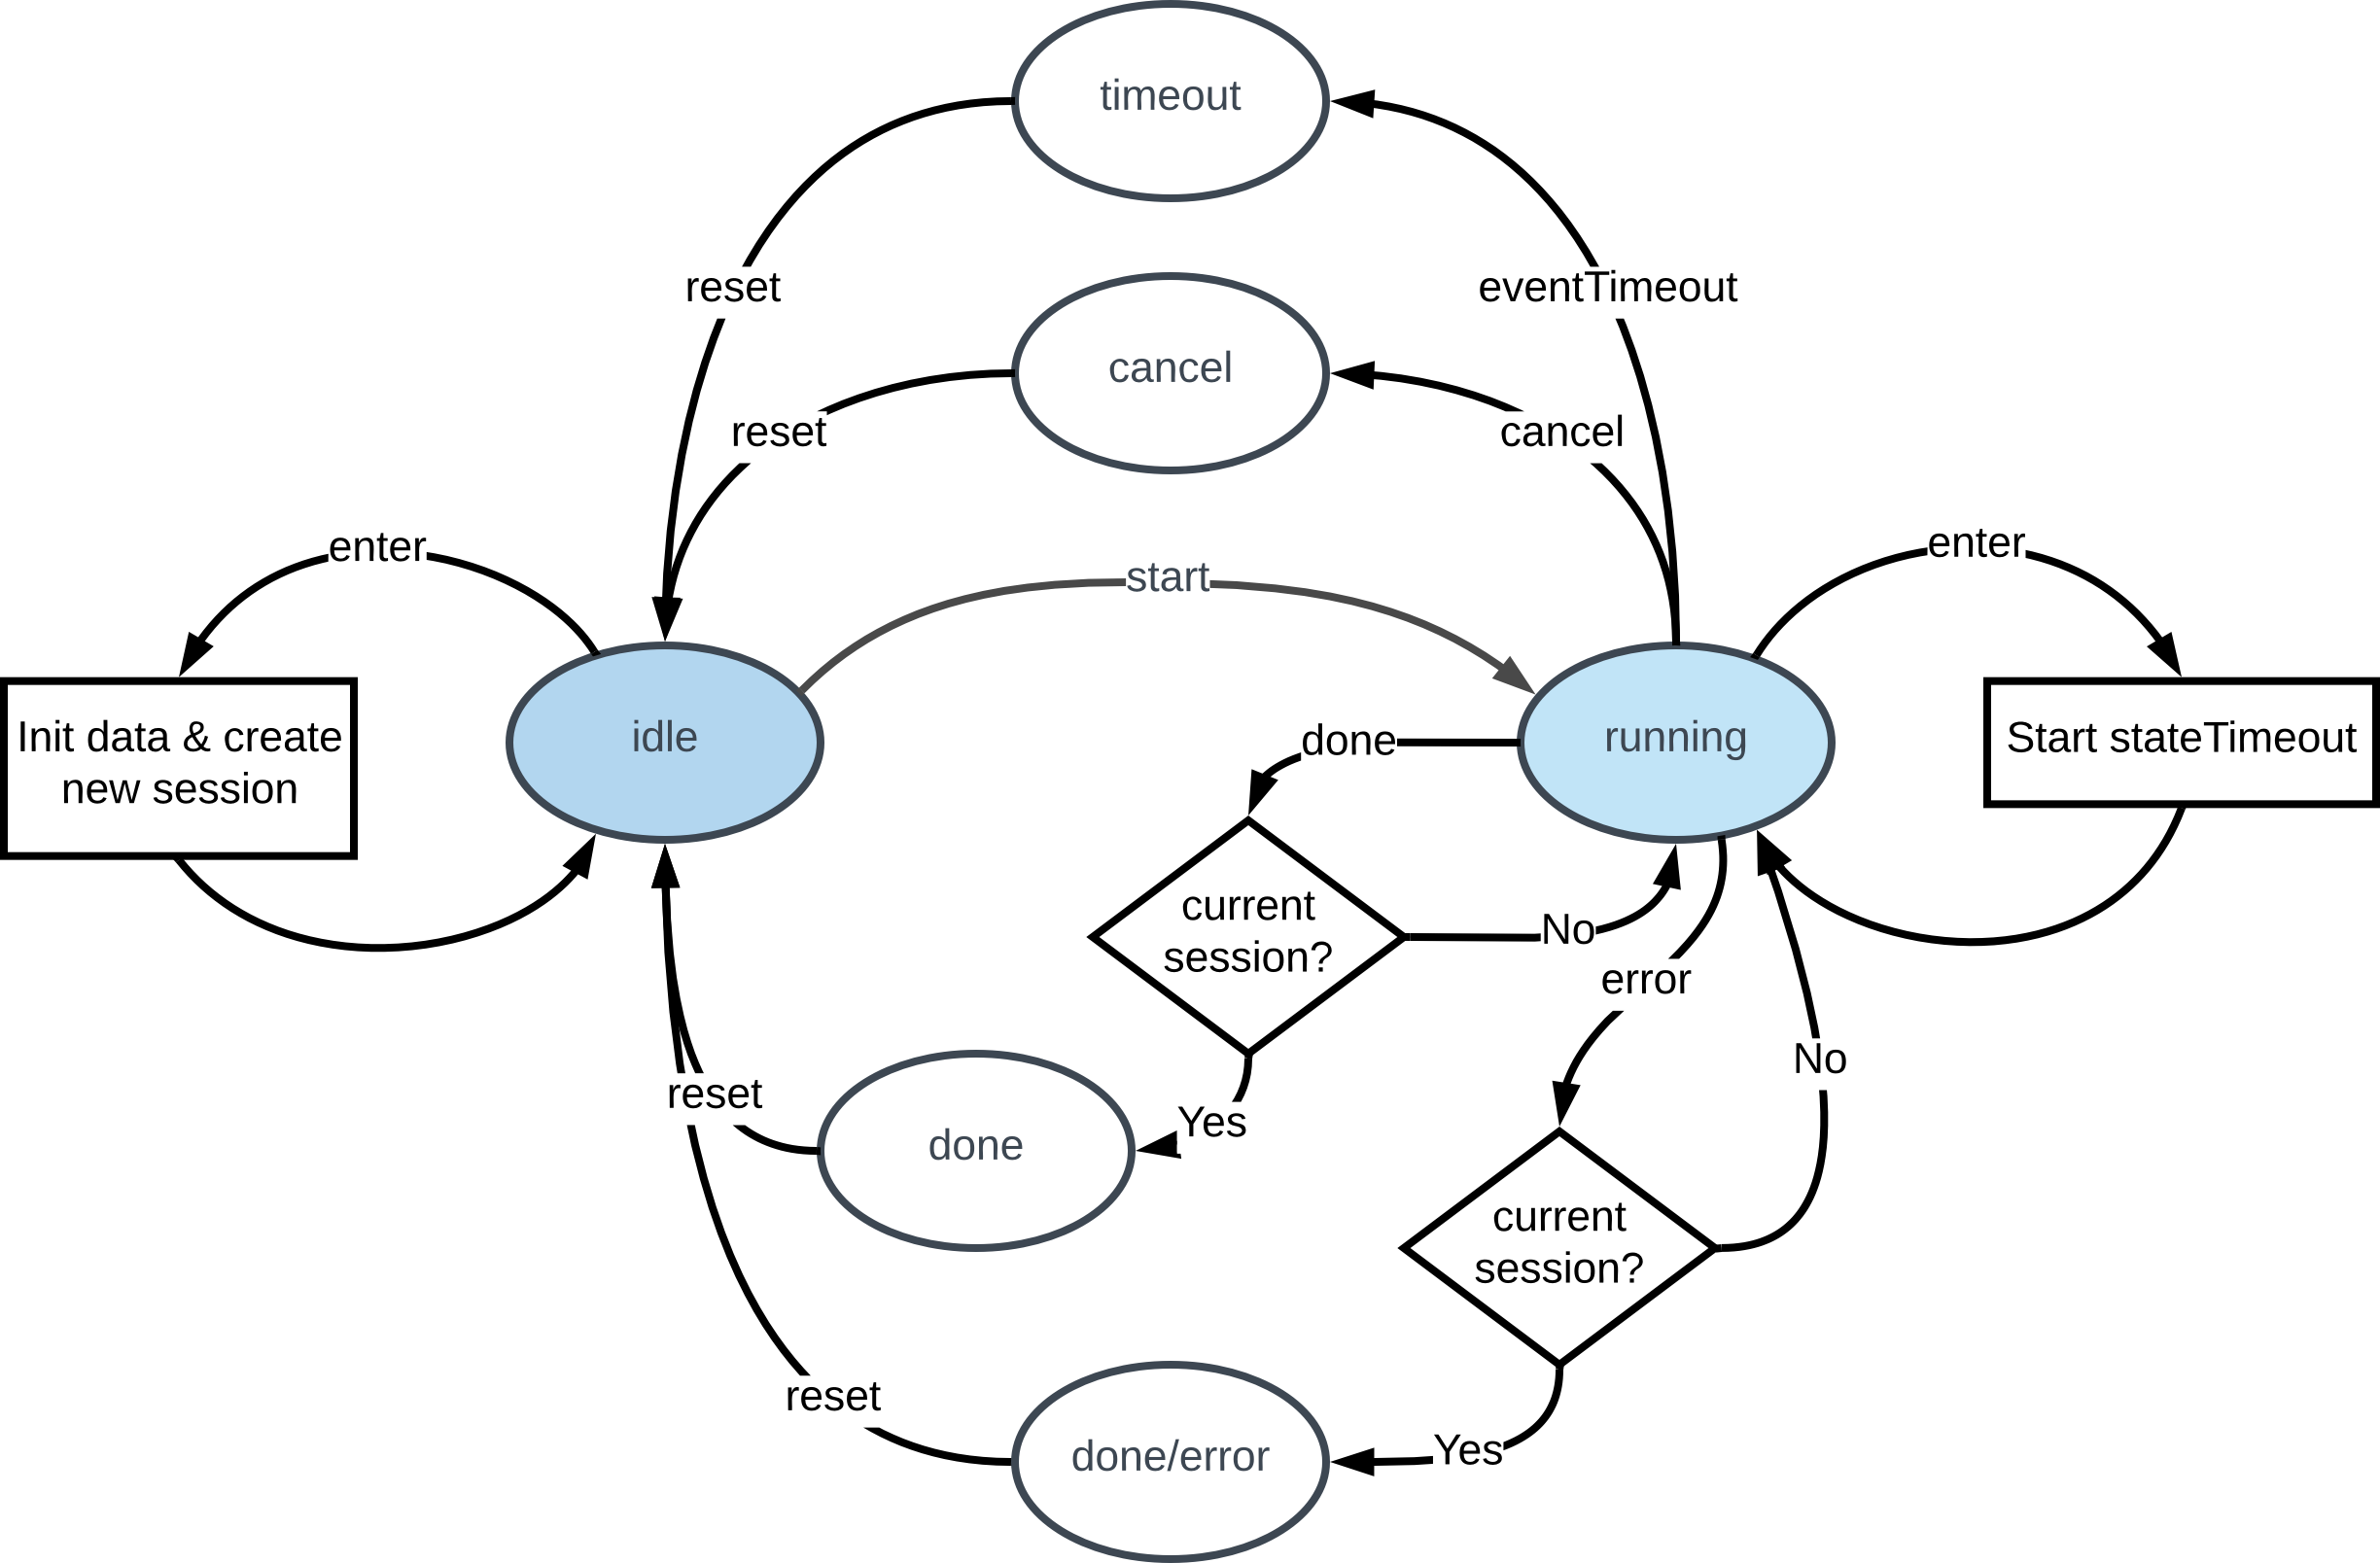 timeout
reset
eventTimeout
cancel
reset
cancel
enter
start
enter
Init data & create
new session
idle
done
running
Start stateTimeout
current
session?
No
error
No
reset
Yes
done
current
session?
reset
Yes
done/error